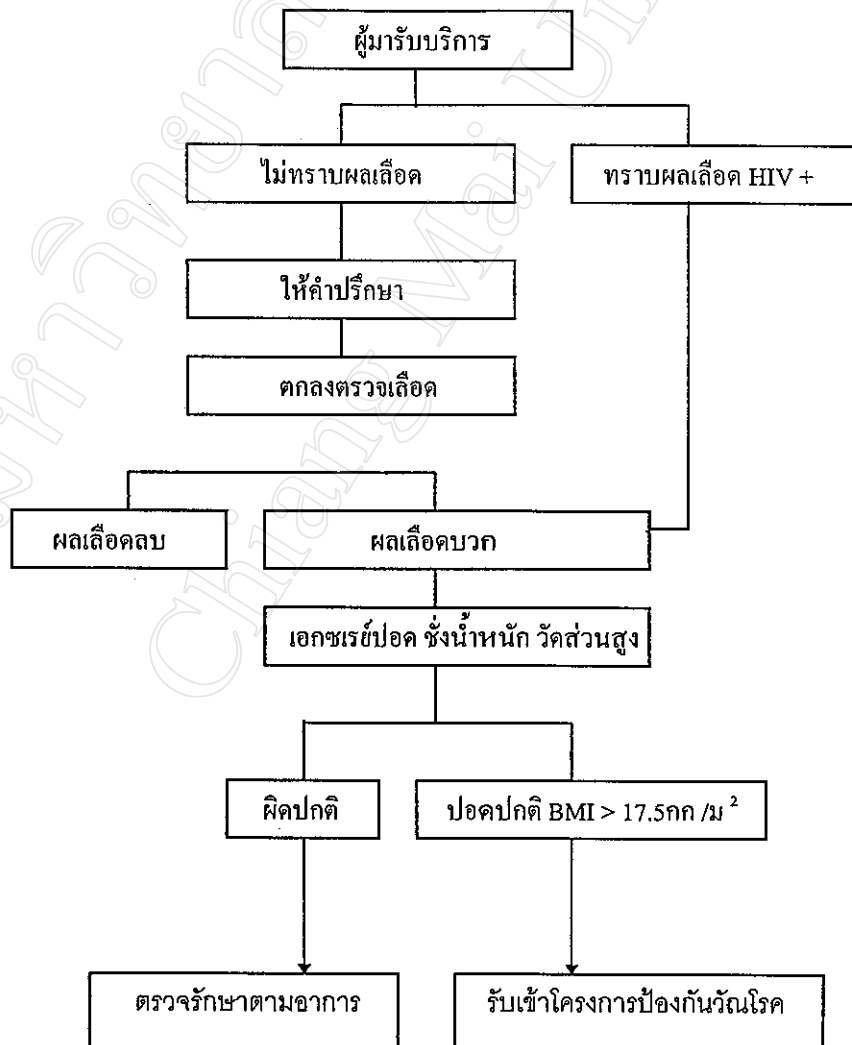 ผู้มารับบริการ
ไม่ทราบผลเลือด
ทราบผลเลือด HIV +
ให้คำปรึกษา
ตกลงตรวจเลือด
ผลเลือดลบ
ผลเลือดบวก
เอกซเรย์ปอด ชั่งน้ำหนัก วัดส่วนสูง
ผิดปกติ
ปอดปกติ BMI > 17.5กก /ม ²
ตรวจรักษาตามอาการ
รับเข้าโครงการป้องกันวัณโรค
Chiang Mai Un